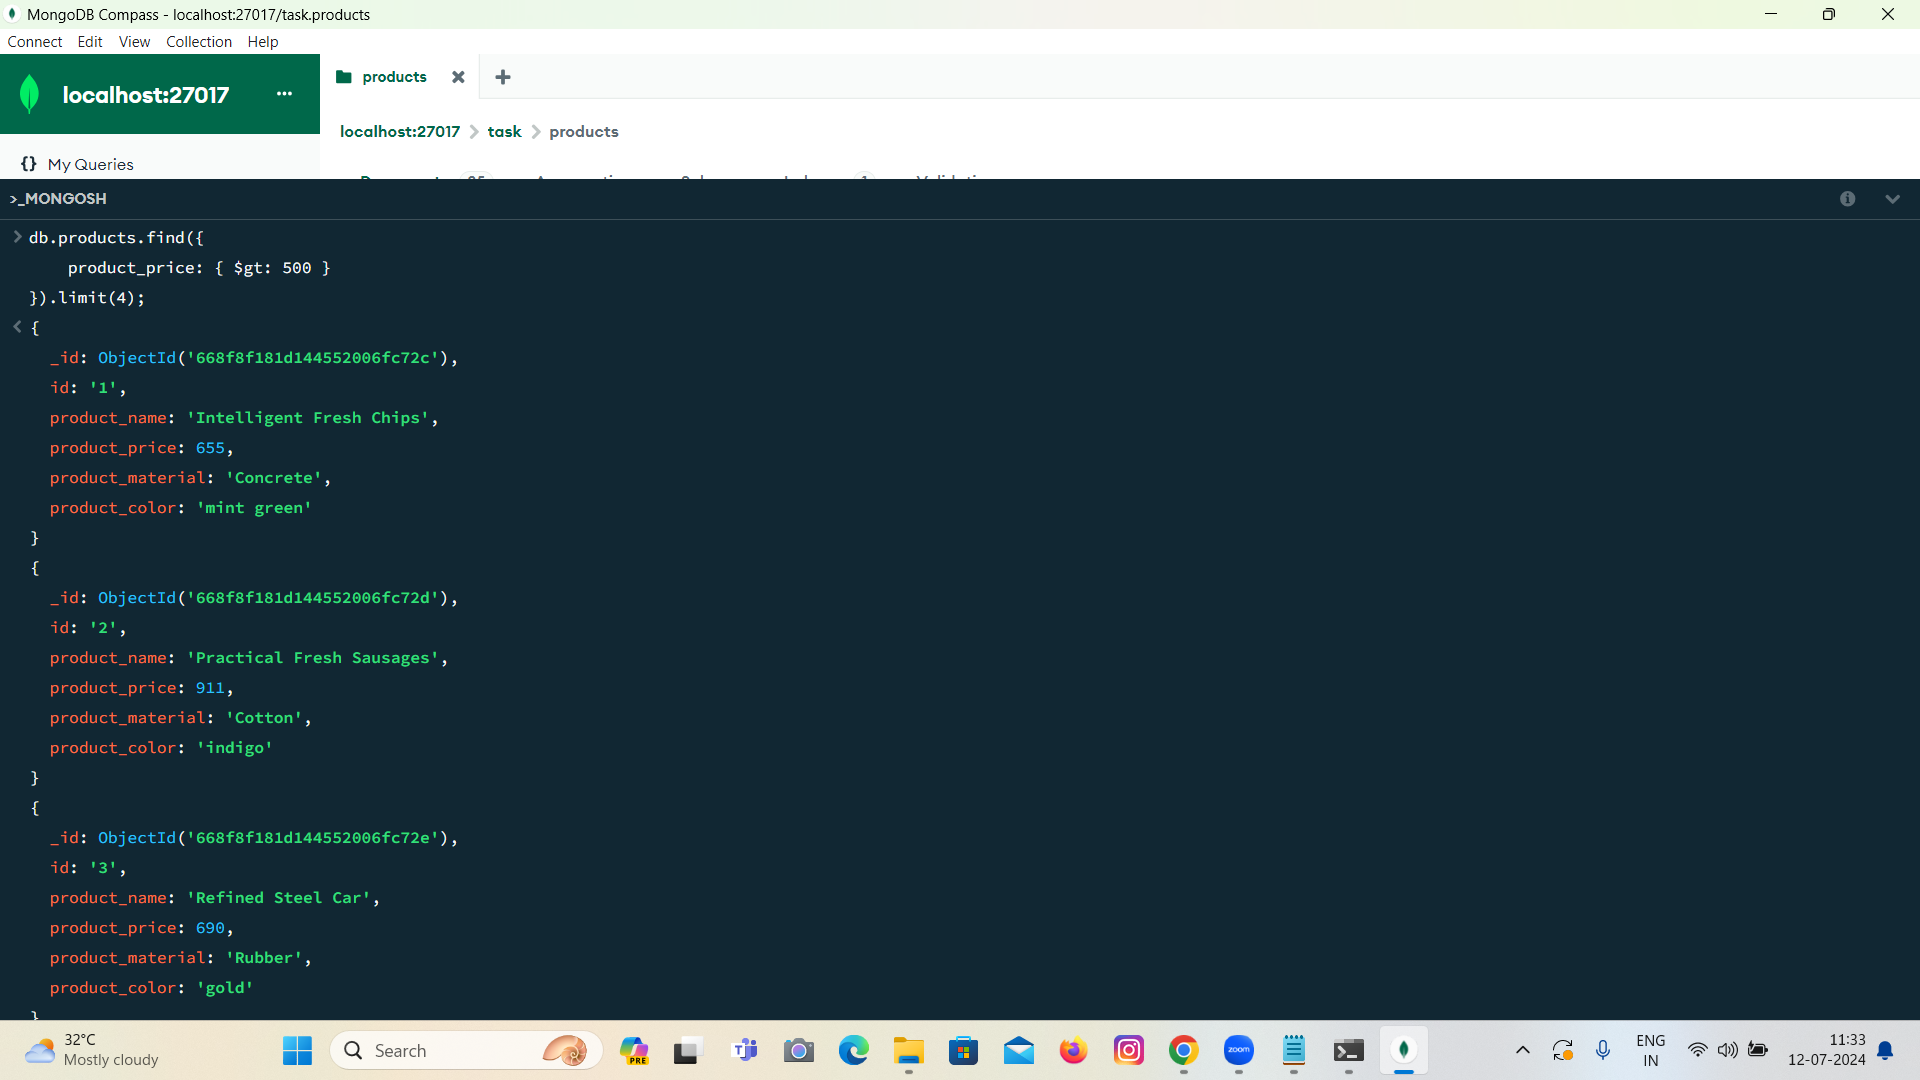 MongoDB Compass - localhost:27017/task.products
Connect Edit View Collection Help
localhost:27017 ...
products
localhost:27017 > task > products
{} My Queries
>_MONGOSH
> db.products.find({
product_price: { $gt: 500 }
}).limit(4);
< {
_id: ObjectId('668f8f181d144552006fc72c'),
id: '1',
product_name: 'Intelligent Fresh Chips',
product_price: 655,
product_material: 'Concrete',
product_color: 'mint green'
}
{
_id: ObjectId('668f8f181d144552006fc72d'),
id: '2',
product_name: 'Practical Fresh Sausages',
product_price: 911,
product_material: 'Cotton',
product_color: 'indigo'
}
{
_id: ObjectId('668f8f181d144552006fc72e'),
id: '3',
product_name: 'Refined Steel Car',
product_price: 690,
product_material: 'Rubber',
product_color: 'gold'
}
32°C
Mostly cloudy
Search
PRE
zoom
ENG
IN
11:33
12-07-2024